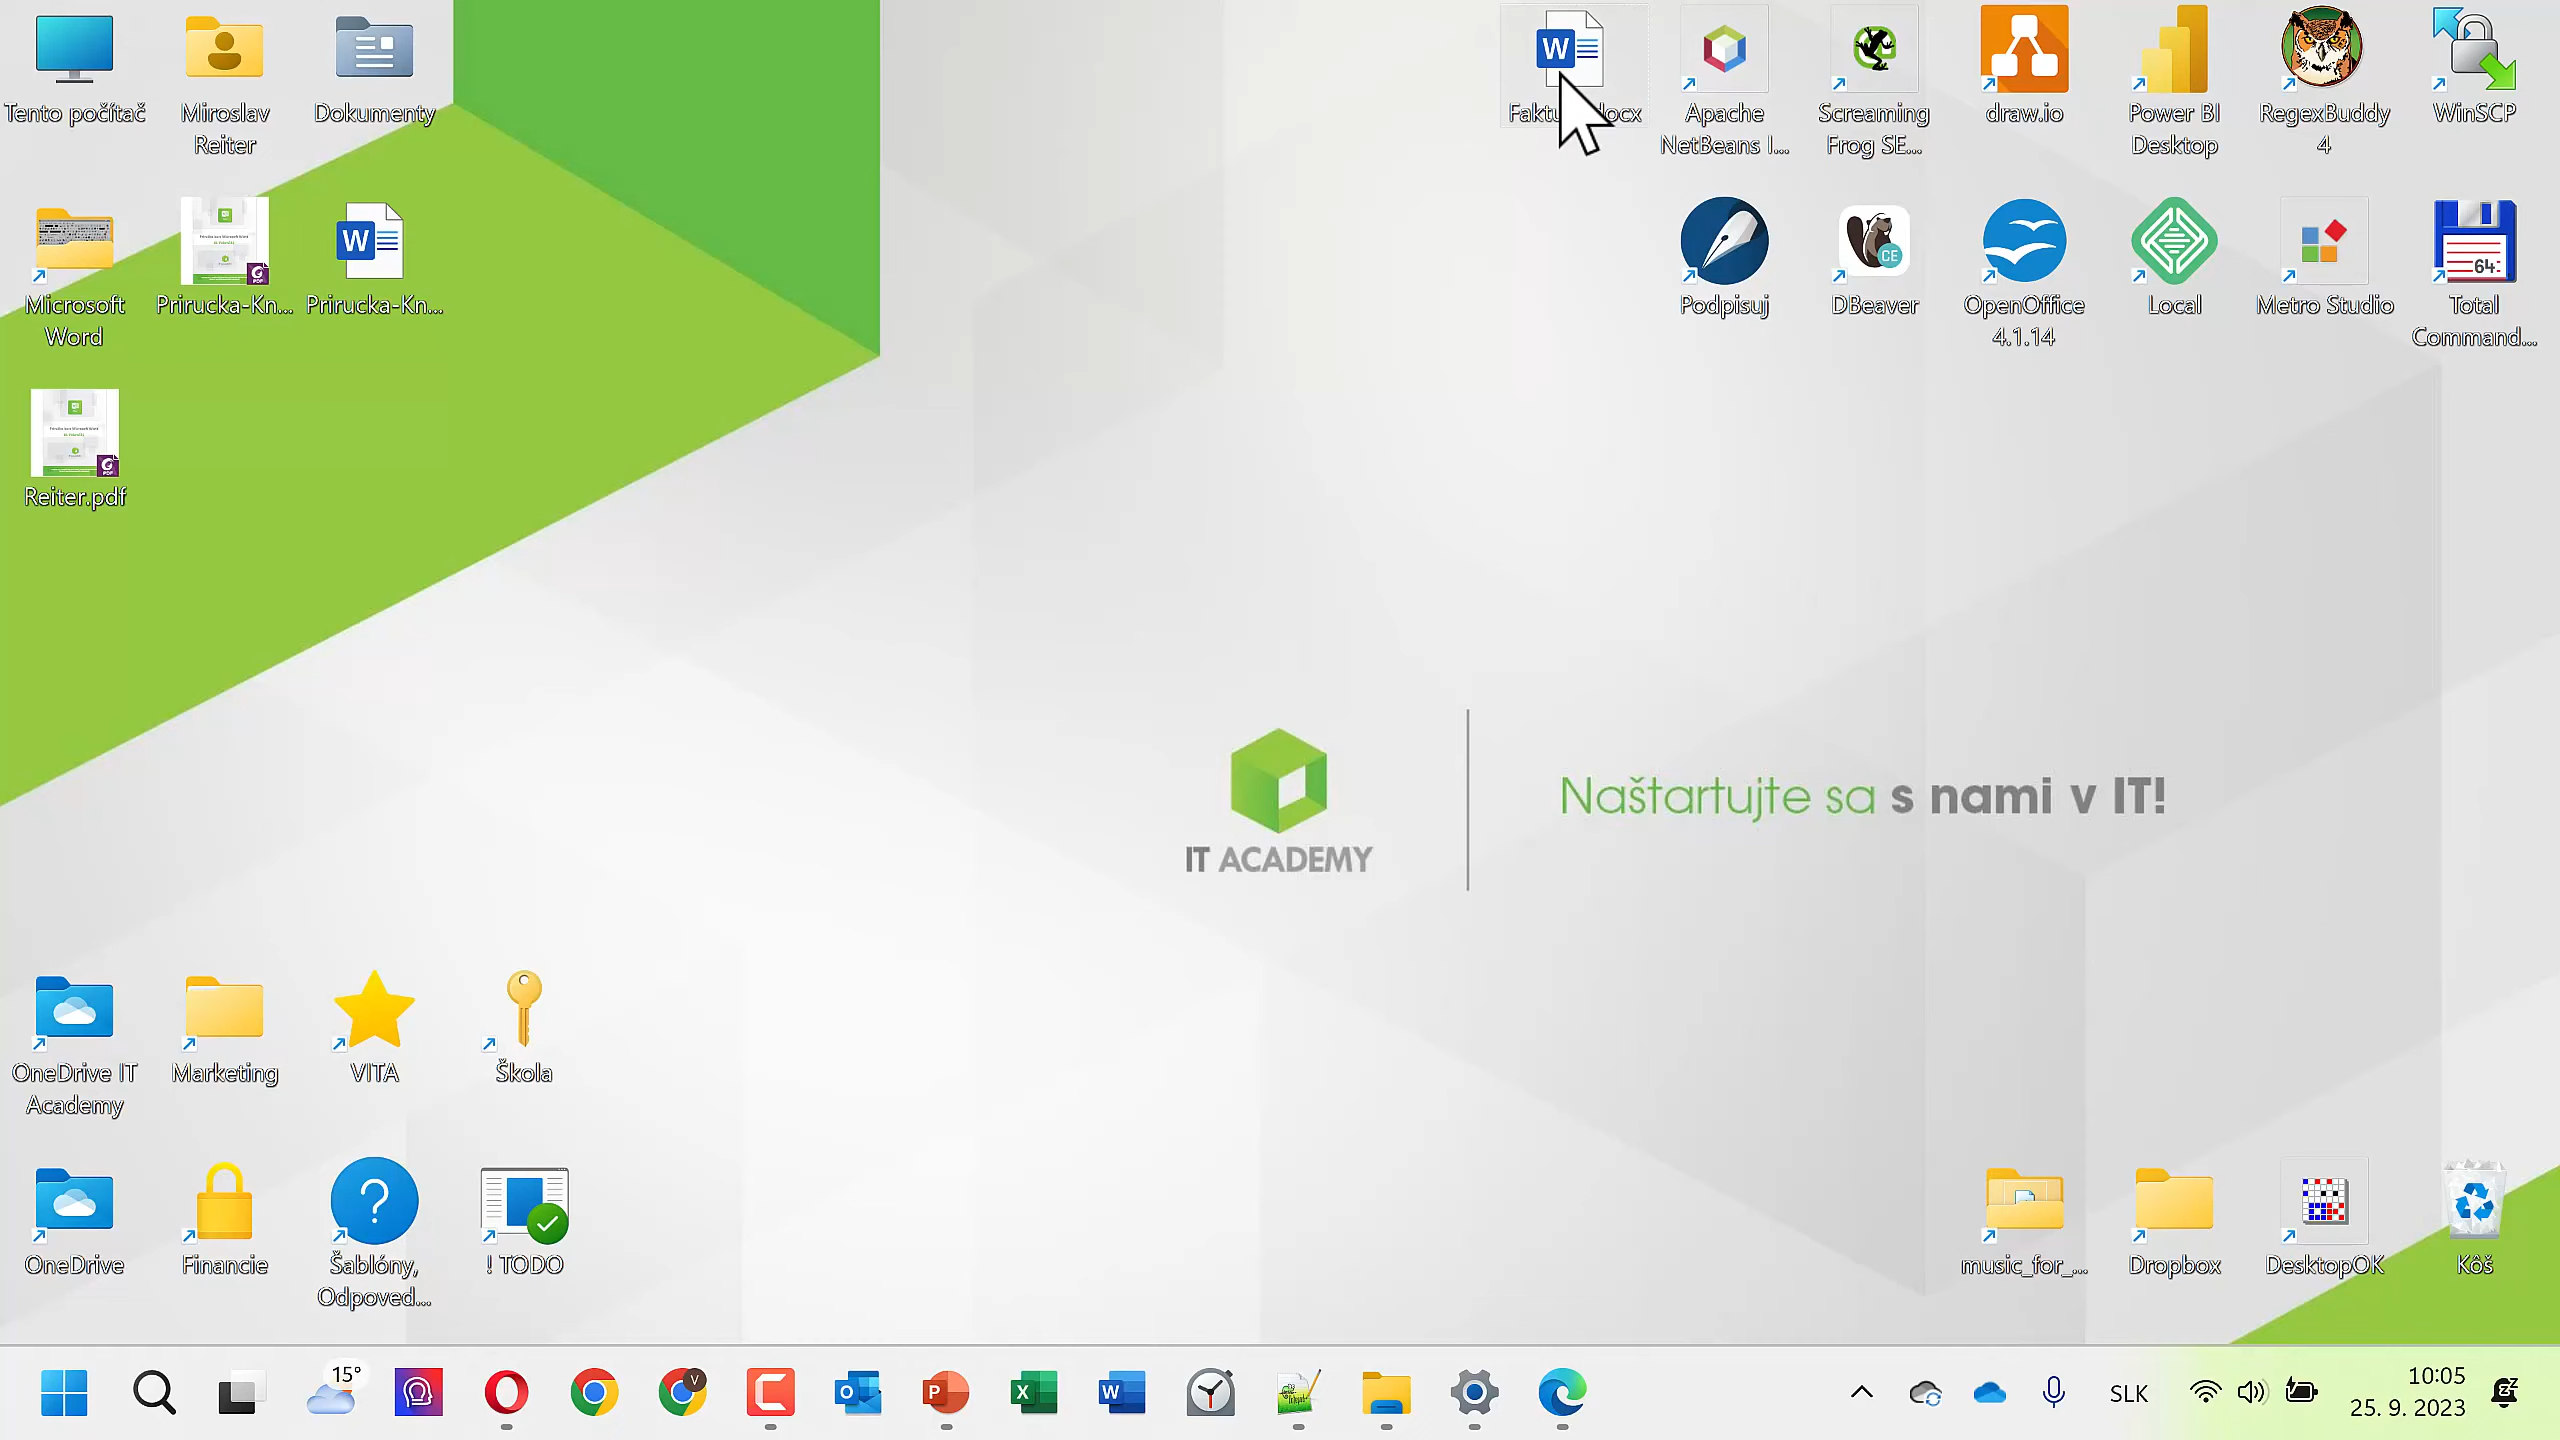 Tento počítač
Miroslav
Reiter
Dokumenty
Apache
NetBeans I...
Screaming
Frog SE...
draw.io
Power BI
Desktop
RegexBuddy
4
WinSCP
Microsoft
Word
Prirucka-Kn...
Prirucka-Kn...
Podpisuj
DBeaver
CE
OpenOffice
4.1.14
Local
Metro Studio
64
Total
Command...
Reiter.pdf
IT ACADEMY
Naštartujte sa s nami v IT!
OneDrive IT
Academy
Marketing
VITA
Škola
OneDrive
Financie
Šablóny,
Odpoved...
! TODO
music_for_...
Dropbox
DesktopOK
Kôš
15°
V
SLK
10:05
25. 9. 2023